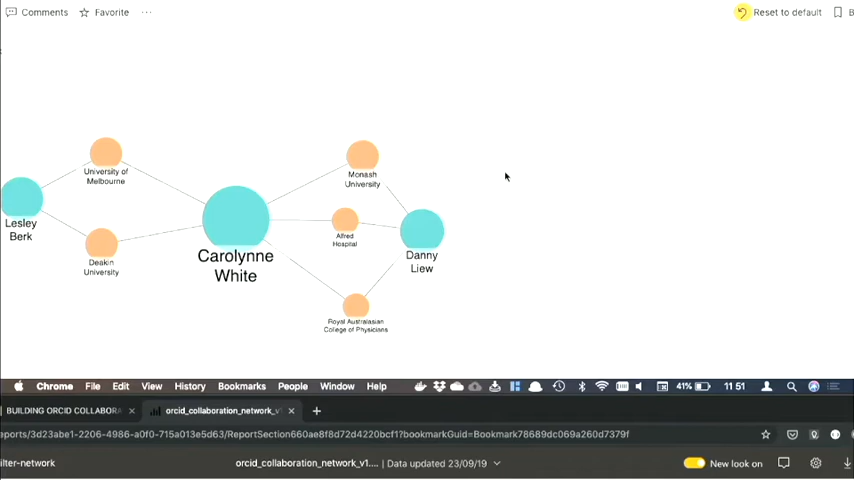 Comments Favorite ··· Reset to default
University of
Melbourne
Monash
University
Lesley
Berk
Alfred
Hospital
Carolynne
White
Danny
Liew
Deakin
University
Royal Australasian
College of Physicians
Chrome File Edit View History Bookmarks People Window Help 41% 11 51
BUILDING ORCID COLLABORA × orcid_collaboration_network_v1 × +
eports/3d23abe1-2206-4986-a0f0-715a013e5d63/ReportSection660ae8f8d72d4220bcf1?bookmarkGuid=Bookmark78689dc069a260d7379f
ilter-network orcid_collaboration_network_v1.... | Data updated 23/09/19 New look on